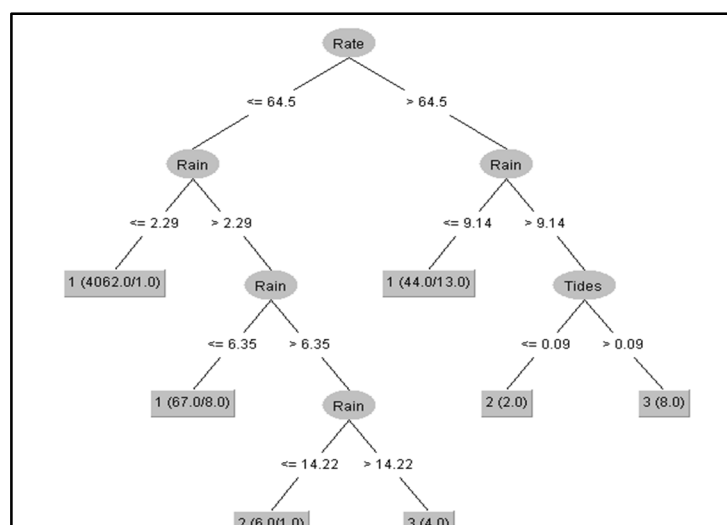 Rate
<= 64.5 > 64.5
Rain Rain
<= 2.29 > 2.29 <= 9.14 > 9.14
1 (4062.0/1.0) Rain 1 (44.0/13.0) Tides
<= 6.35 > 6.35 <= 0.09 > 0.09
1 (67.0/8.0) Rain 2 (2.0) 3 (8.0)
<= 14.22 > 14.22
2 (6.0/1.0) 3 (4.0)